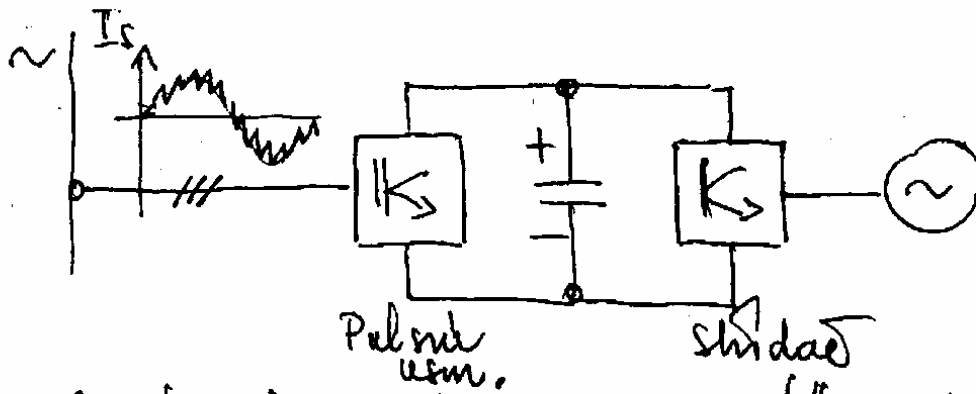 ~ Is
+
−
~
Pulsní
usm.
střídač